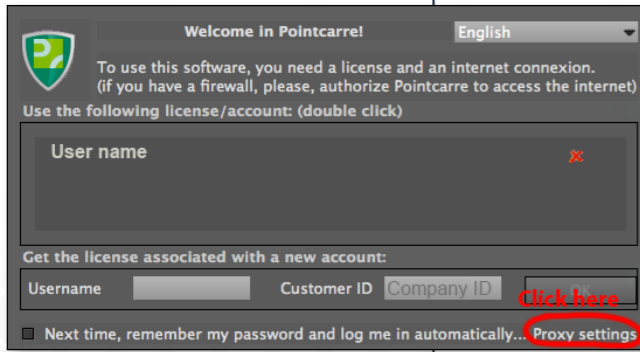 Welcome in Pointcarre!
English
To use this software, you need a license and an internet connexion.
(if you have a firewall, please, authorize Pointcarre to access the internet)
Use the following license/account: (double click)
User name
Get the license associated with a new account:
Username Customer ID Company ID OK
Click here
Next time, remember my password and log me in automatically... Proxy settings